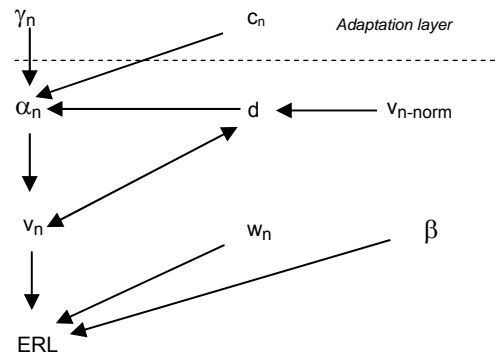 γn cn Adaptation layer
αn d vn-norm
vn wn β
ERL